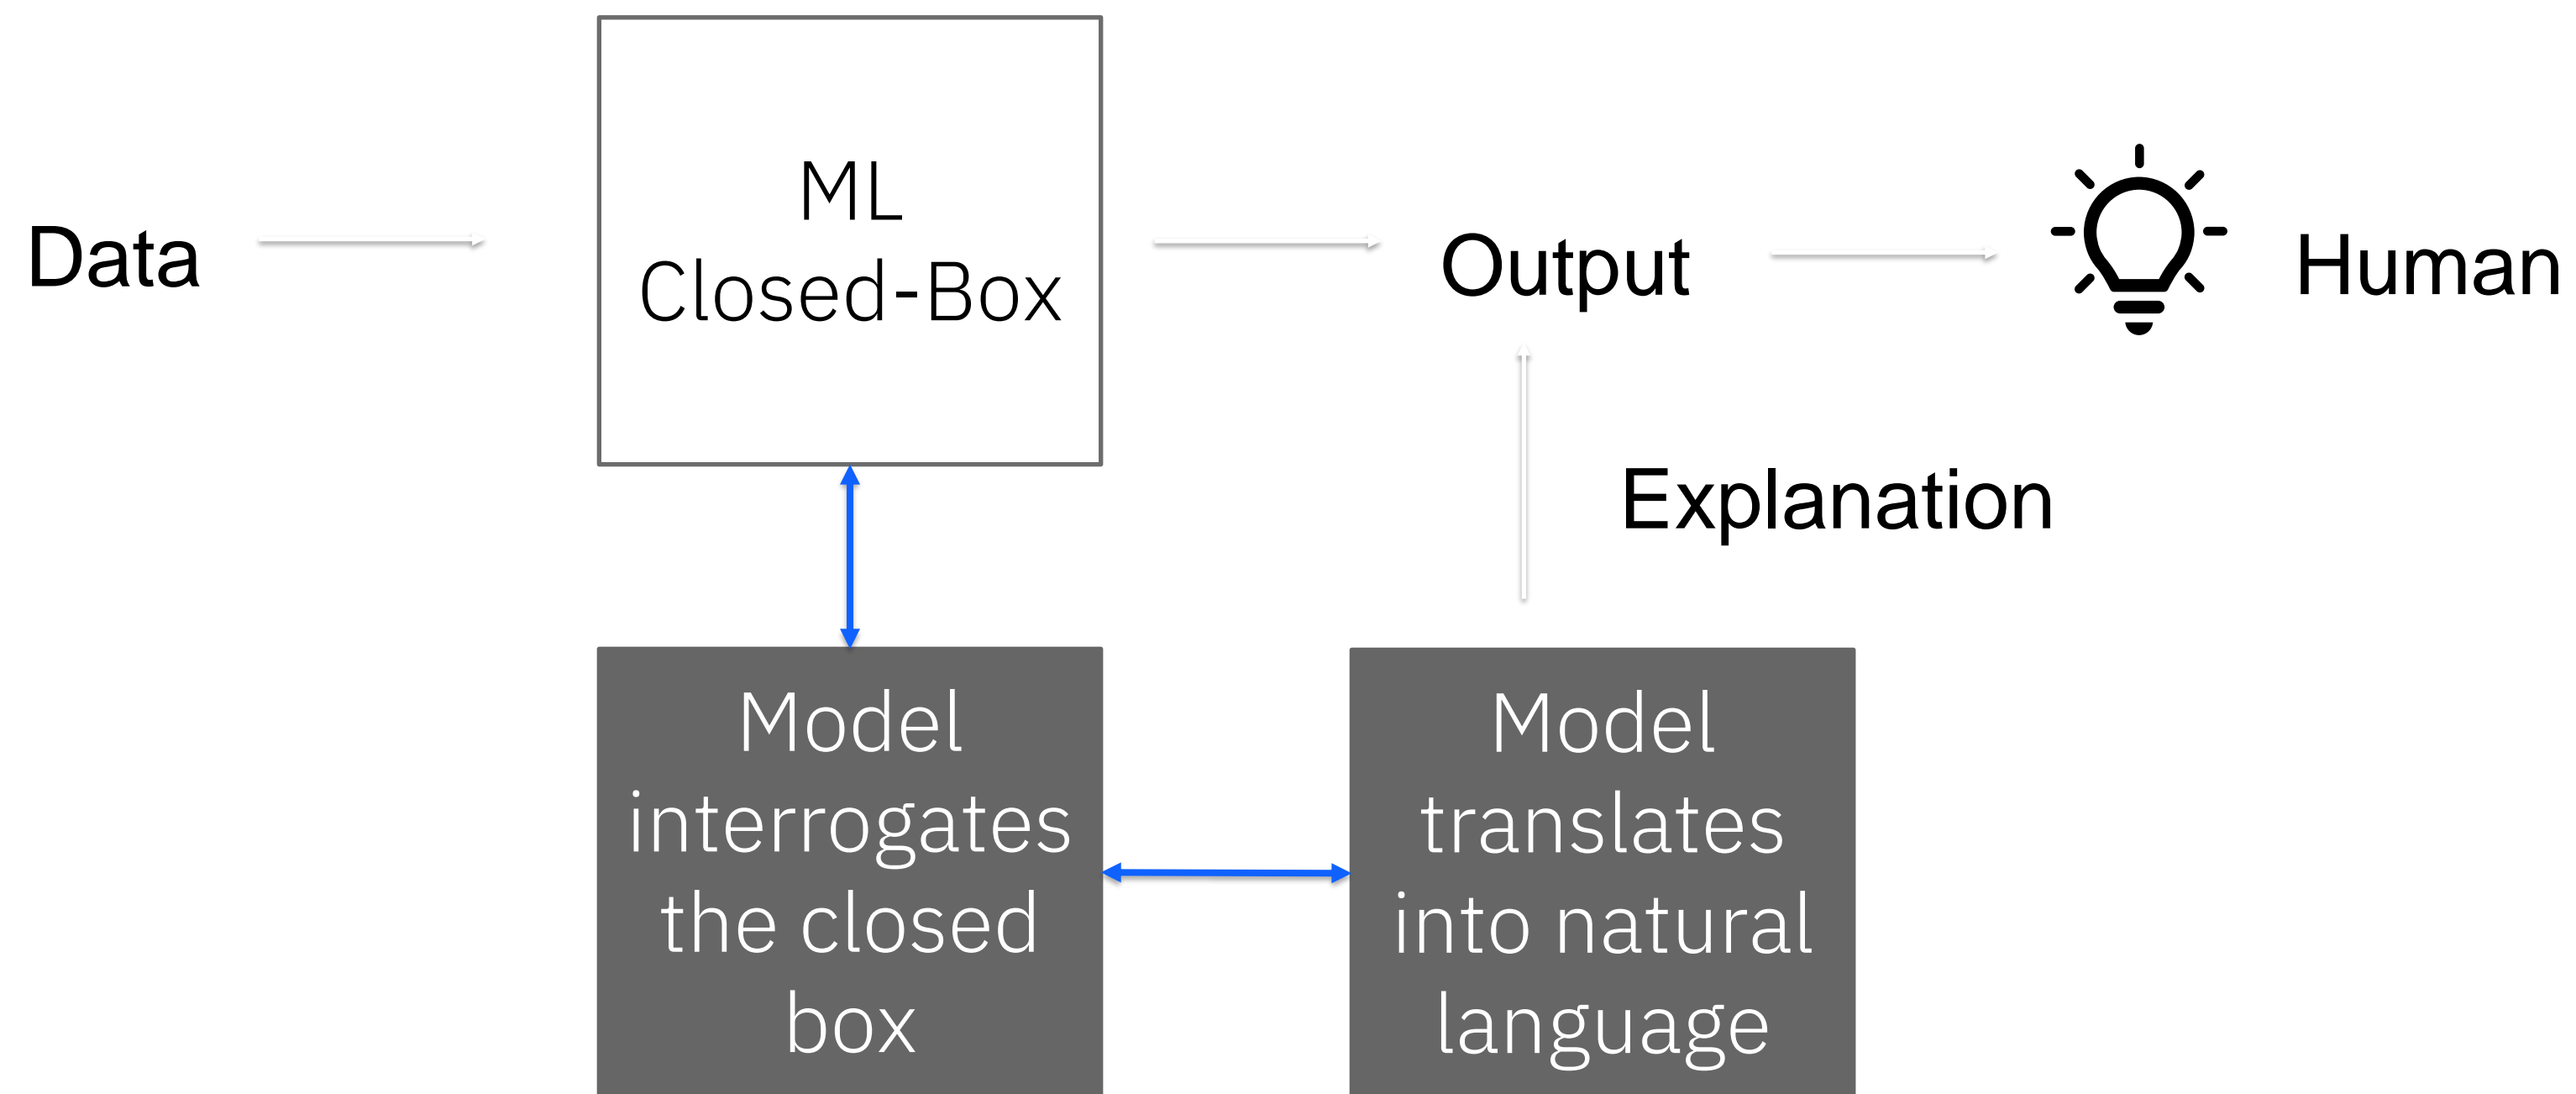 Data
ML
Closed-Box
Output
Human
Explanation
Model
interrogates
the closed
box
Model
translates
into natural
language